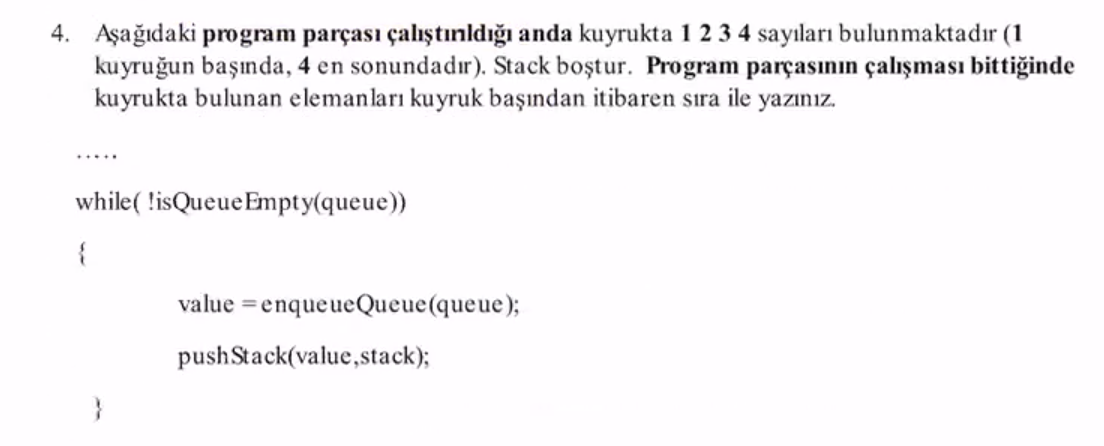 4. Aşağıdaki program parçası çalıştırıldığı anda kuyrukta 1 2 3 4 sayıları bulunmaktadır (1
kuyruğun başında, 4 en sonundadır). Stack boştur. Program parçasının çalışması bittiğinde
kuyrukta bulunan elemanları kuyruk başından itibaren sıra ile yazınız.
.....
while( !isQueueEmpty(queue))
{
value =enqueueQueue(queue);
pushStack(value,stack);
}